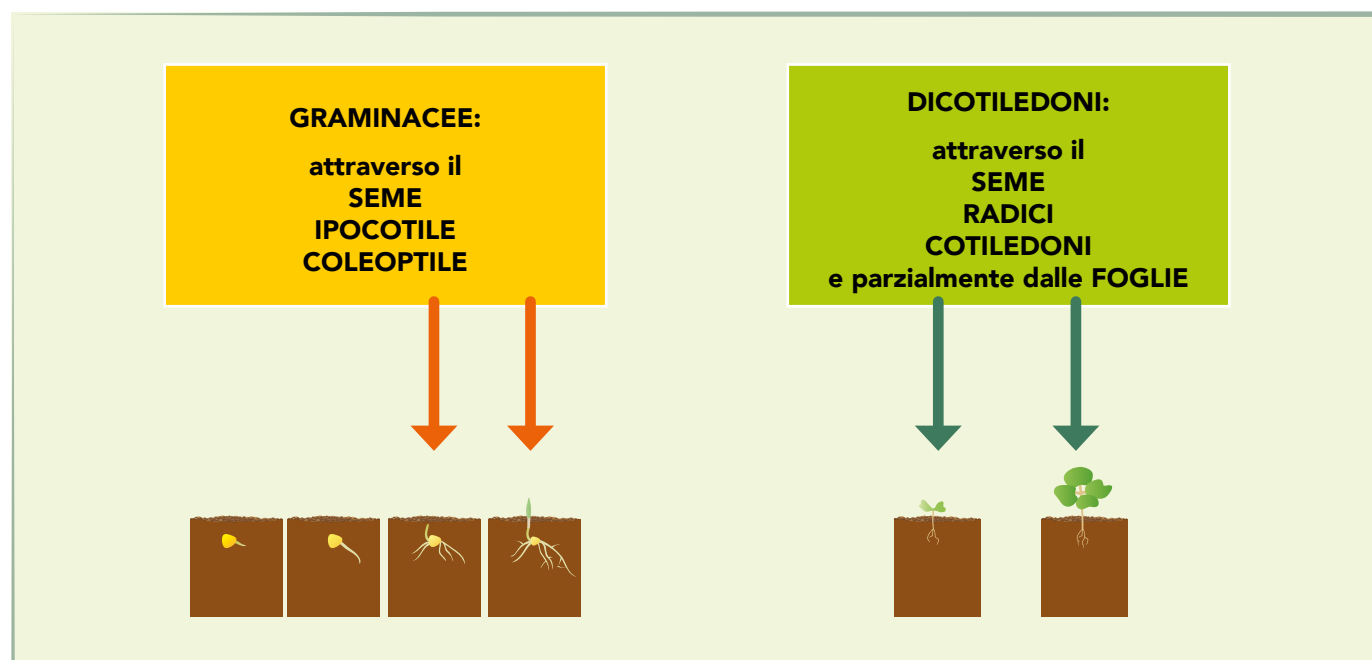 GRAMINACEE:
attraverso il
SEME
IPOCOTILE
COLEOPTILE
DICOTILEDONI:
attraverso il
SEME
RADICI
COTILEDONI
e parzialmente dalle FOGLIE